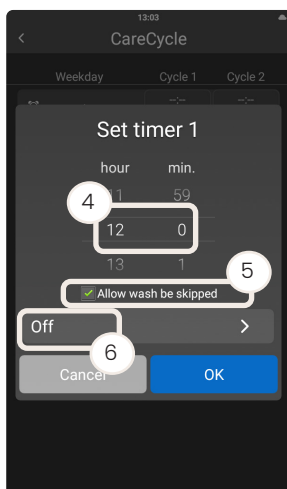 13:03
CareCycle
Weekday Cycle 1 Cycle 2
--:-- --:--
Set timer 1
hour min.
11 59
4
12 0
13 1
5
Allow wash be skipped
Off
6
Cancel OK